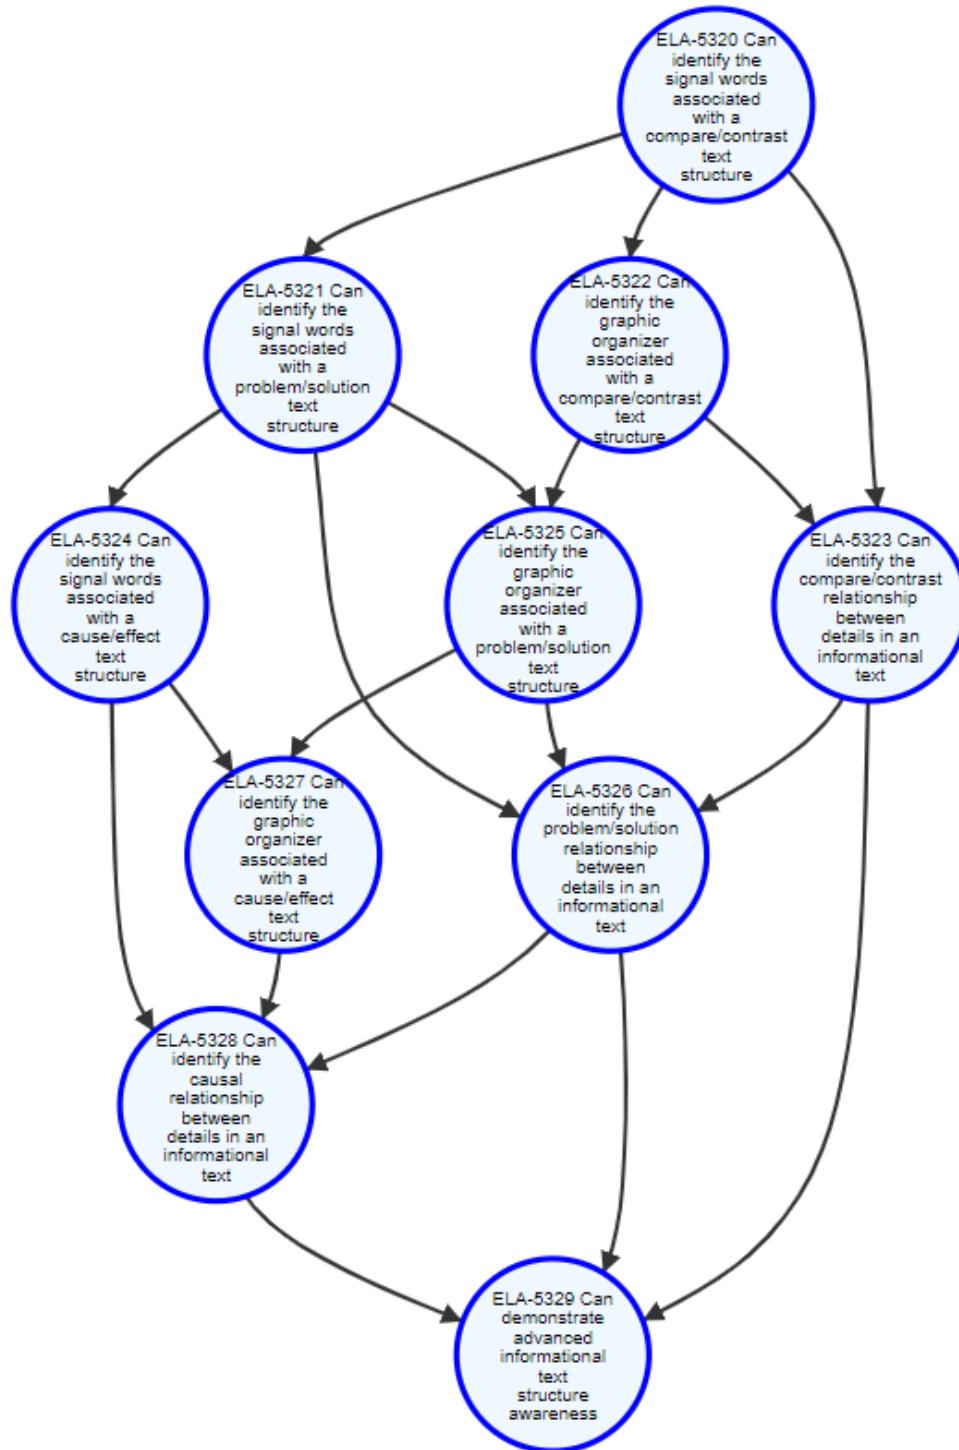 ELA-5320 Can
identify the
signal words
associated
with a
compare/contrast
text
structure
ELA-5321 Can
identify the
signal words
associated
with a
problem/solution
text
structure
ELA-5322 Can
identify the
graphic
organizer
associated
with a
compare/contrast
text
structure
ELA-5324 Can
identify the
signal words
associated
with a
cause/effect
text
structure
ELA-5325 Can
identify the
graphic
organizer
associated
with a
problem/solution
text
structure
ELA-5323 Can
identify the
compare/contrast
relationship
between
details in an
informational
text
ELA-5327 Can
identify the
graphic
organizer
associated
with a
cause/effect
text
structure
ELA-5326 Can
identify the
problem/solution
relationship
between
details in an
informational
text
ELA-5328 Can
identify the
causal
relationship
between
details in an
informational
text
ELA-5329 Can
demonstrate
advanced
informational
text
structure
awareness